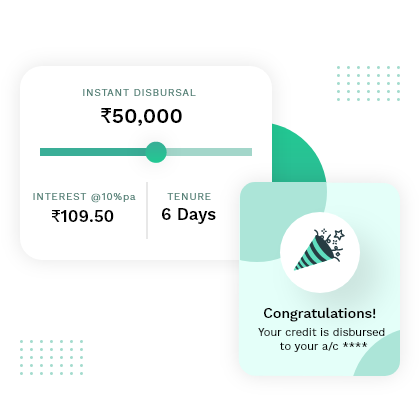 INSTANT DISBURSAL
₹50,000
INTEREST @10%pa
₹109.50
TENURE
6 Days
Congratulations!
Your credit is disbursed
to your a/c ****